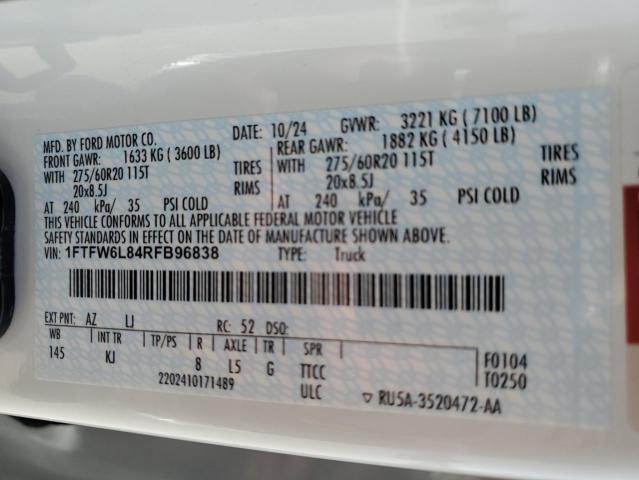 MFD. BY FORD MOTOR CO. DATE: 10/24 GVWR: 3221 KG ( 7100 LB)
FRONT GAWR: 1633 KG ( 3600 LB) REAR GAWR: 1882 KG ( 4150 LB)
WITH 275/60R20 115T TIRES WITH 275/60R20 115T TIRES
20x8.5J RIMS 20x8.5J RIMS
AT 240 kPa/ 35 PSI COLD AT 240 kPa/ 35 PSI COLD
THIS VEHICLE CONFORMS TO ALL APPLICABLE FEDERAL MOTOR VEHICLE
SAFETY STANDARDS IN EFFECT ON THE DATE OF MANUFACTURE SHOWN ABOVE.
VIN: 1FTFW6L84RFB96838 TYPE: Truck
EXT PNT: AZ LJ RC: 52 DSO:
WB INT TR TP/PS R AXLE TR SPR F0104
145 KJ 8 L5 G TTCC T0250
2202410171489 ULC ▽ RU5A-3520472-AA